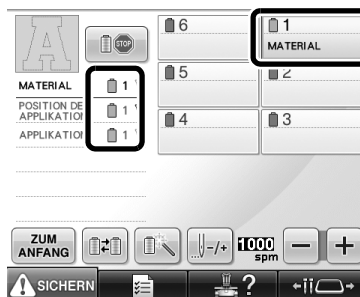 A
STOP
6
1
MATERIAL
5
2
4
3
MATERIAL 1
POSITION DE
APPLIKATION 1
APPLIKATION 1
ZUM
ANFANG
-/+
1000
spm
- +
SICHERN
?